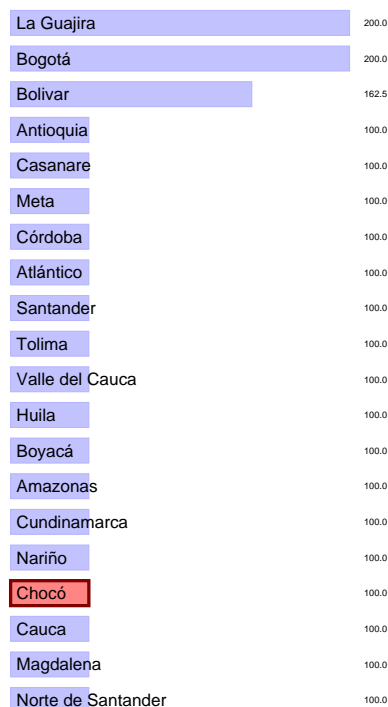 La Guajira 200.0
Bogotá 200.0
Bolivar 162.5
Antioquia 100.0
Casanare 100.0
Meta 100.0
Córdoba 100.0
Atlántico 100.0
Santander 100.0
Tolima 100.0
Valle del Cauca 100.0
Huila 100.0
Boyacá 100.0
Amazonas 100.0
Cundinamarca 100.0
Nariño 100.0
Chocó 100.0
Cauca 100.0
Magdalena 100.0
Norte de Santander 100.0